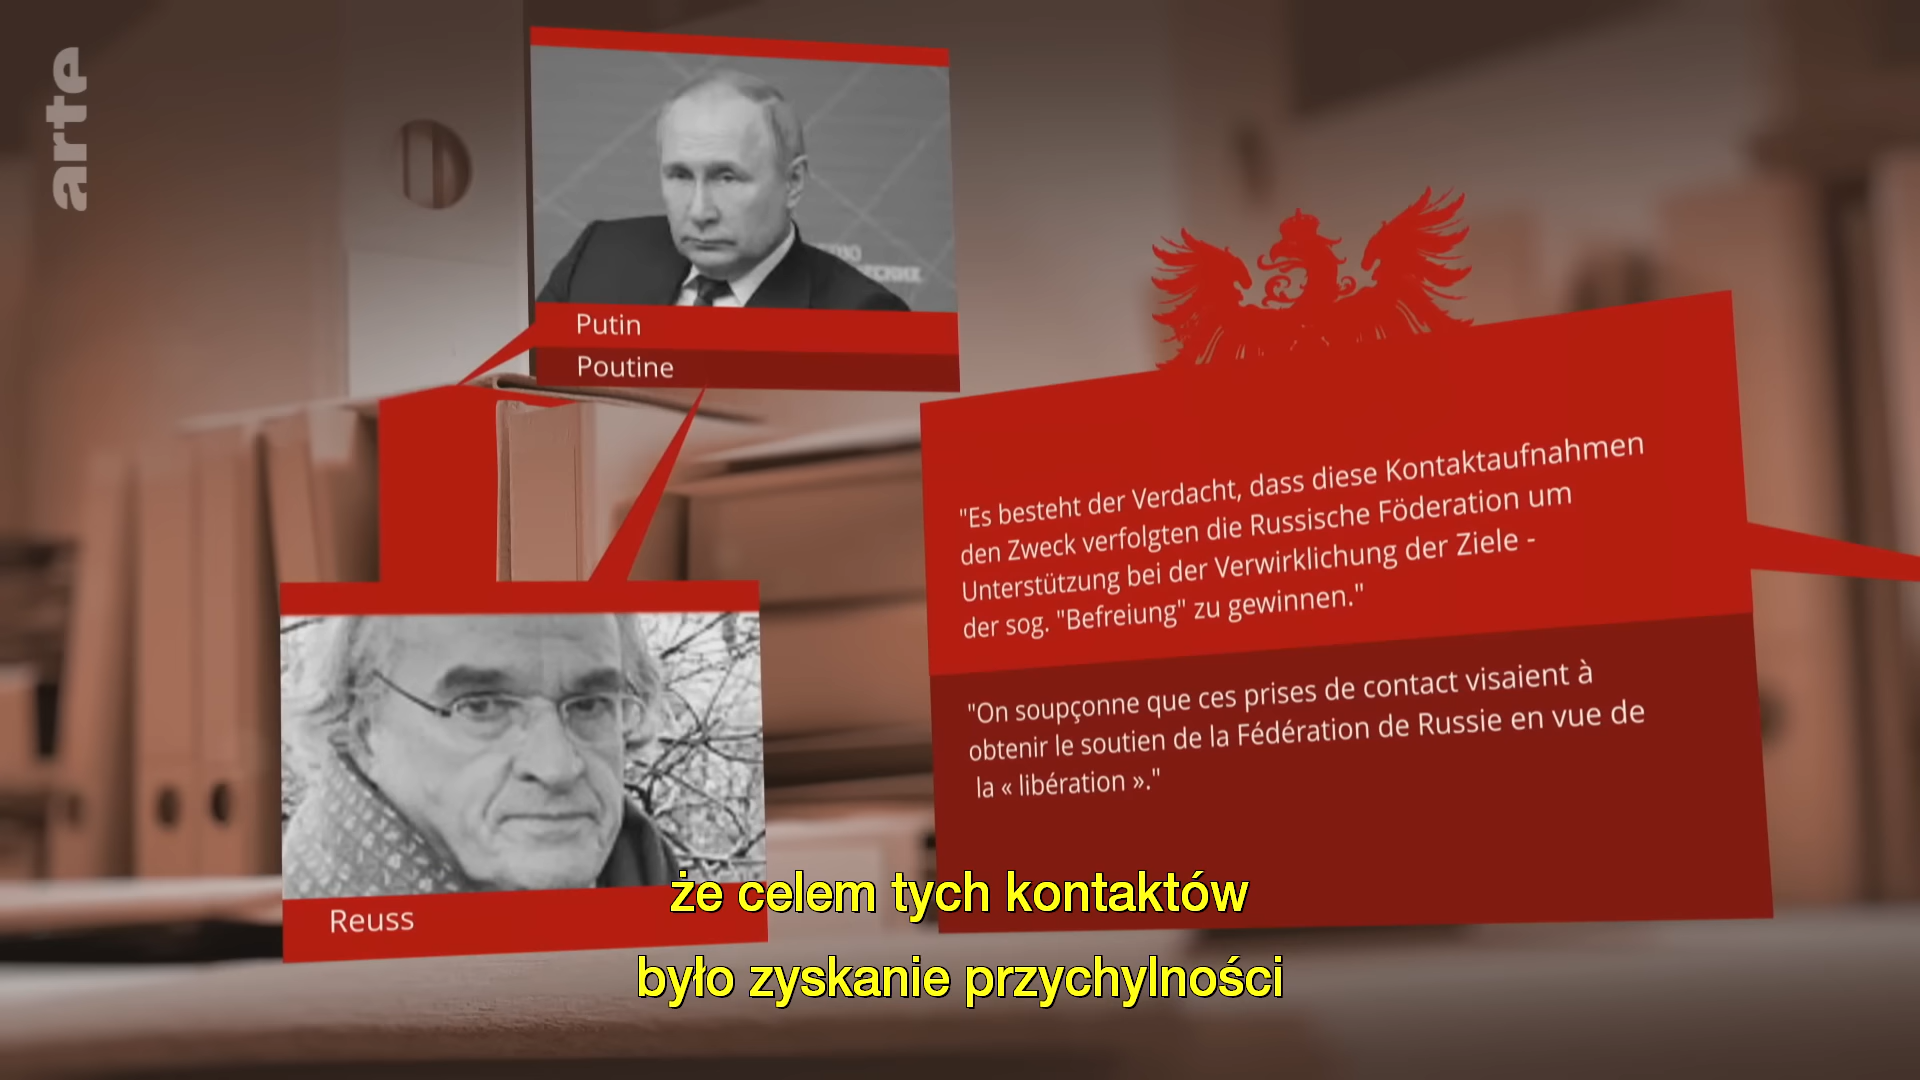 arte
Putin
Poutine
"Es besteht der Verdacht, dass diese Kontaktaufnahmen
den Zweck verfolgten die Russische Föderation um
Unterstützung bei der Verwirklichung der Ziele -
der sog. "Befreiung" zu gewinnen."
"On soupçonne que ces prises de contact visaient à
obtenir le soutien de la Fédération de Russie en vue de
la « libération »."
Reuss
że celem tych kontaktów
było zyskanie przychylności